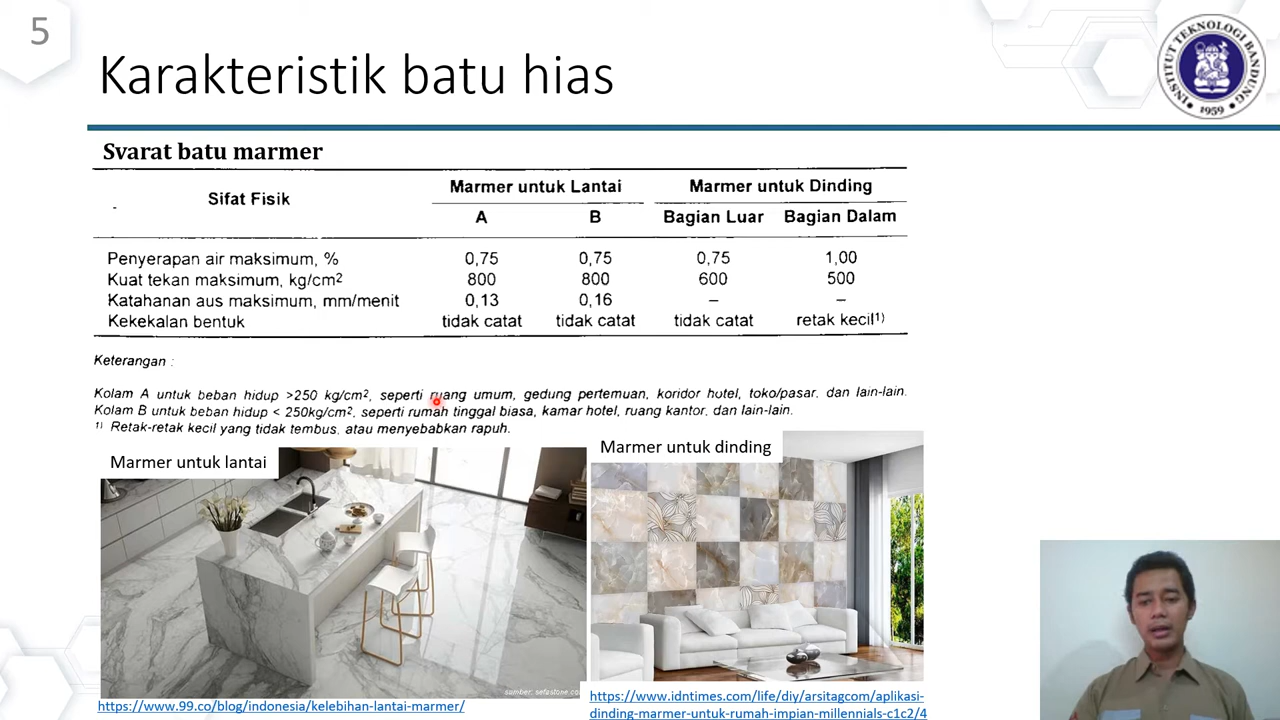 5
Karakteristik batu hias
INSTITUT TEKNOLOGI BANDUNG
1959
Svarat batu marmer
Sifat Fisik Marmer untuk Lantai Marmer untuk Dinding
A B Bagian Luar Bagian Dalam
Penyerapan air maksimum, % 0,75 0,75 0,75 1,00
Kuat tekan maksimum, kg/cm2 800 800 600 500
Katahanan aus maksimum, mm/menit 0,13 0,16 – –
Kekekalan bentuk tidak catat tidak catat tidak catat retak kecil1)
Keterangan :
Kolam A untuk beban hidup >250 kg/cm2, seperti ruang umum, gedung pertemuan, koridor hotel, toko/pasar, dan lain-lain.
Kolam B untuk beban hidup < 250kg/cm2, seperti rumah tinggal biasa, kamar hotel, ruang kantor, dan lain-lain.
1) Retak-retak kecil yang tidak tembus, atau menyebabkan rapuh.
Marmer untuk lantai
Marmer untuk dinding
sumber: sefastone.co
https://www.99.co/blog/indonesia/kelebihan-lantai-marmer/
https://www.idntimes.com/life/diy/arsitagcom/aplikasi-
dinding-marmer-untuk-rumah-impian-millennials-c1c2/4